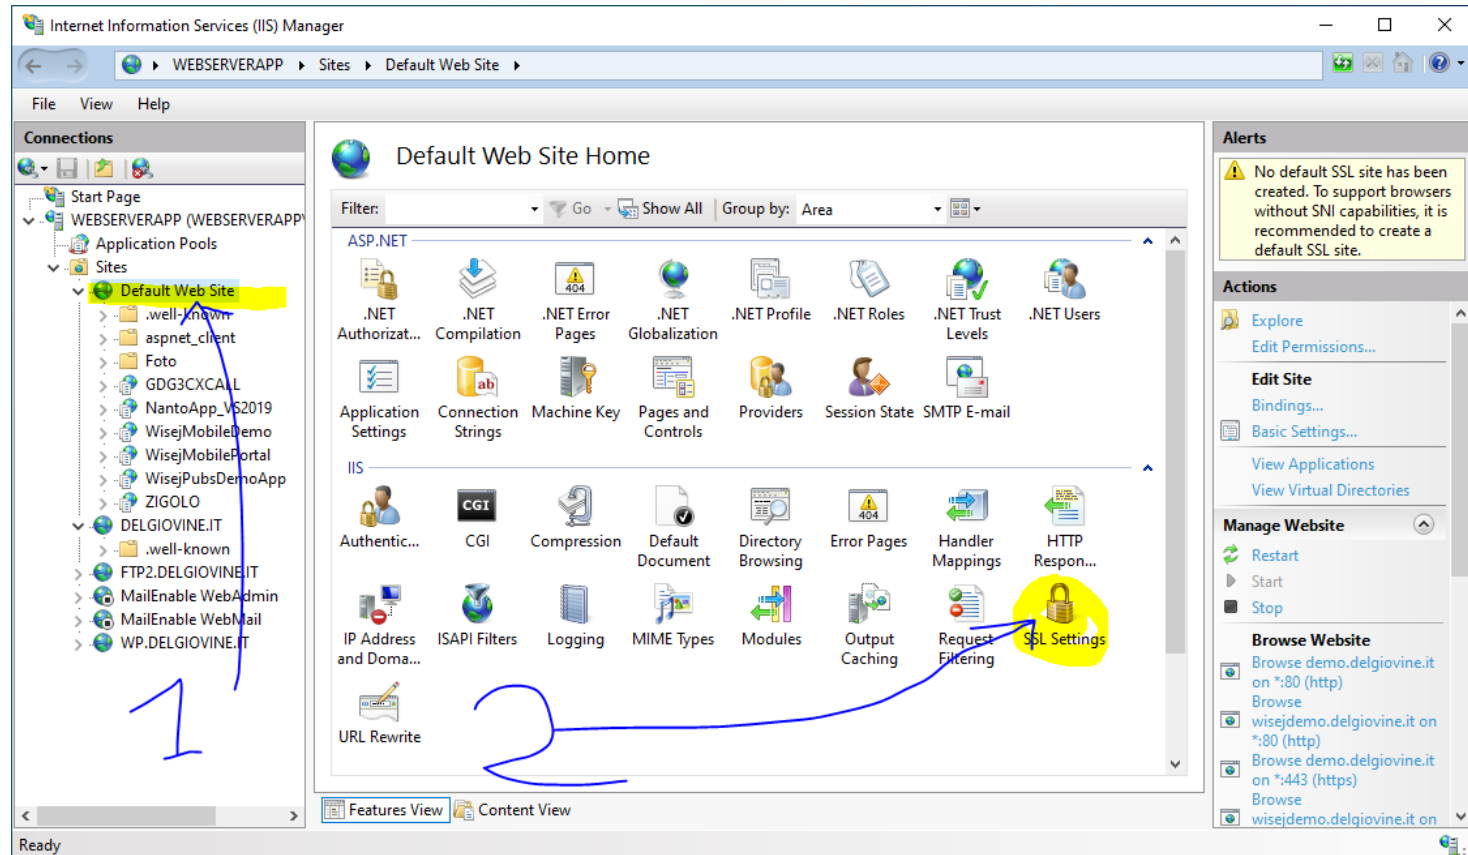 Internet Information Services (IIS) Manager
WEBSERVERAPP Sites Default Web Site
File View Help
Connections
Start Page
WEBSERVERAPP (WEBSERVERAPP\
Application Pools
Sites
Default Web Site
.well-known
aspnet_client
Foto
GDG3CXCALL
NantoApp_VS2019
WisejMobileDemo
WisejMobilePortal
WisejPubsDemoApp
ZIGOLO
DELGIOVINE.IT
.well-known
FTP2.DELGIOVINE.IT
MailEnable WebAdmin
MailEnable WebMail
WP.DELGIOVINE.IT
1
Default Web Site Home
Filter: Go Show All Group by: Area
ASP.NET
.NET Authorizat...
.NET Compilation
404
.NET Error Pages
.NET Globalization
.NET Profile
.NET Roles
.NET Trust Levels
.NET Users
Application Settings
ab
Connection Strings
Machine Key
Pages and Controls
Providers
Session State
SMTP E-mail
IIS
Authentic...
CGI
CGI
Compression
Default Document
Directory Browsing
404
Error Pages
Handler Mappings
HTTP Respon...
IP Address and Doma...
ISAPI Filters
Logging
MIME Types
Modules
Output Caching
Request Filtering
SSL Settings
URL Rewrite
2
Features View Content View
Alerts
No default SSL site has been
created. To support browsers
without SNI capabilities, it is
recommended to create a
default SSL site.
Actions
Explore
Edit Permissions...
Edit Site
Bindings...
Basic Settings...
View Applications
View Virtual Directories
Manage Website
Restart
Start
Stop
Browse Website
Browse demo.delgiovine.it
on *:80 (http)
Browse
wisejdemo.delgiovine.it on
*:80 (http)
Browse demo.delgiovine.it
on *:443 (https)
Browse
wisejdemo.delgiovine.it on
Ready